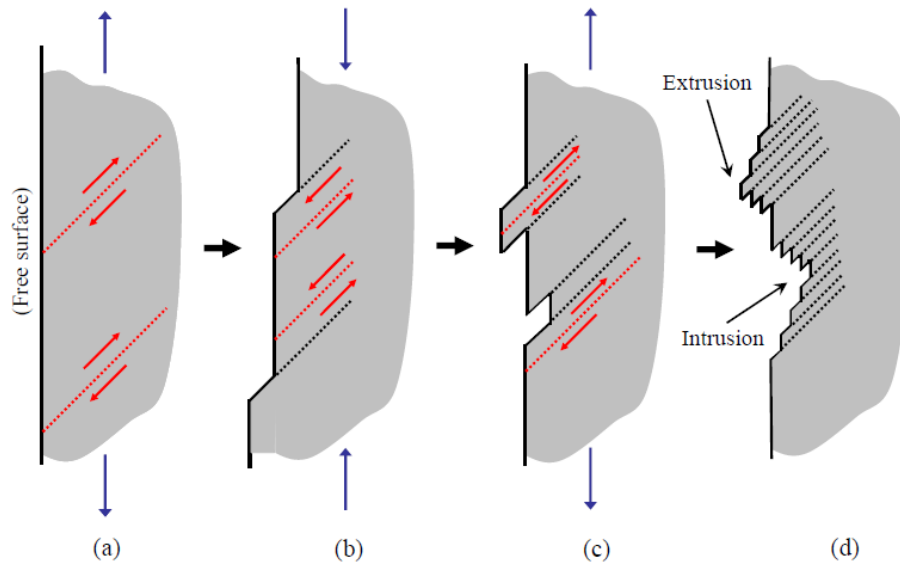 (Free surface)
Extrusion
Intrusion
(a)
(b)
(c)
(d)